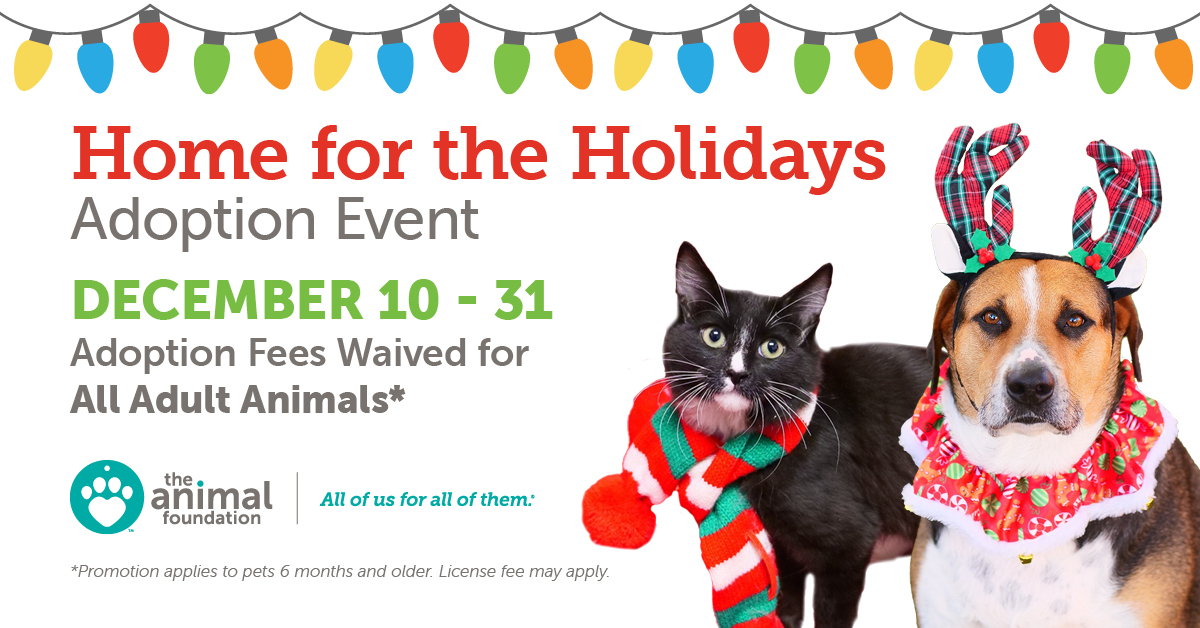 Home for the Holidays
Adoption Event
DECEMBER 10 - 31
Adoption Fees Waived for
All Adult Animals*
the
animal
foundation
TM
All of us for all of them.®
*Promotion applies to pets 6 months and older. License fee may apply.